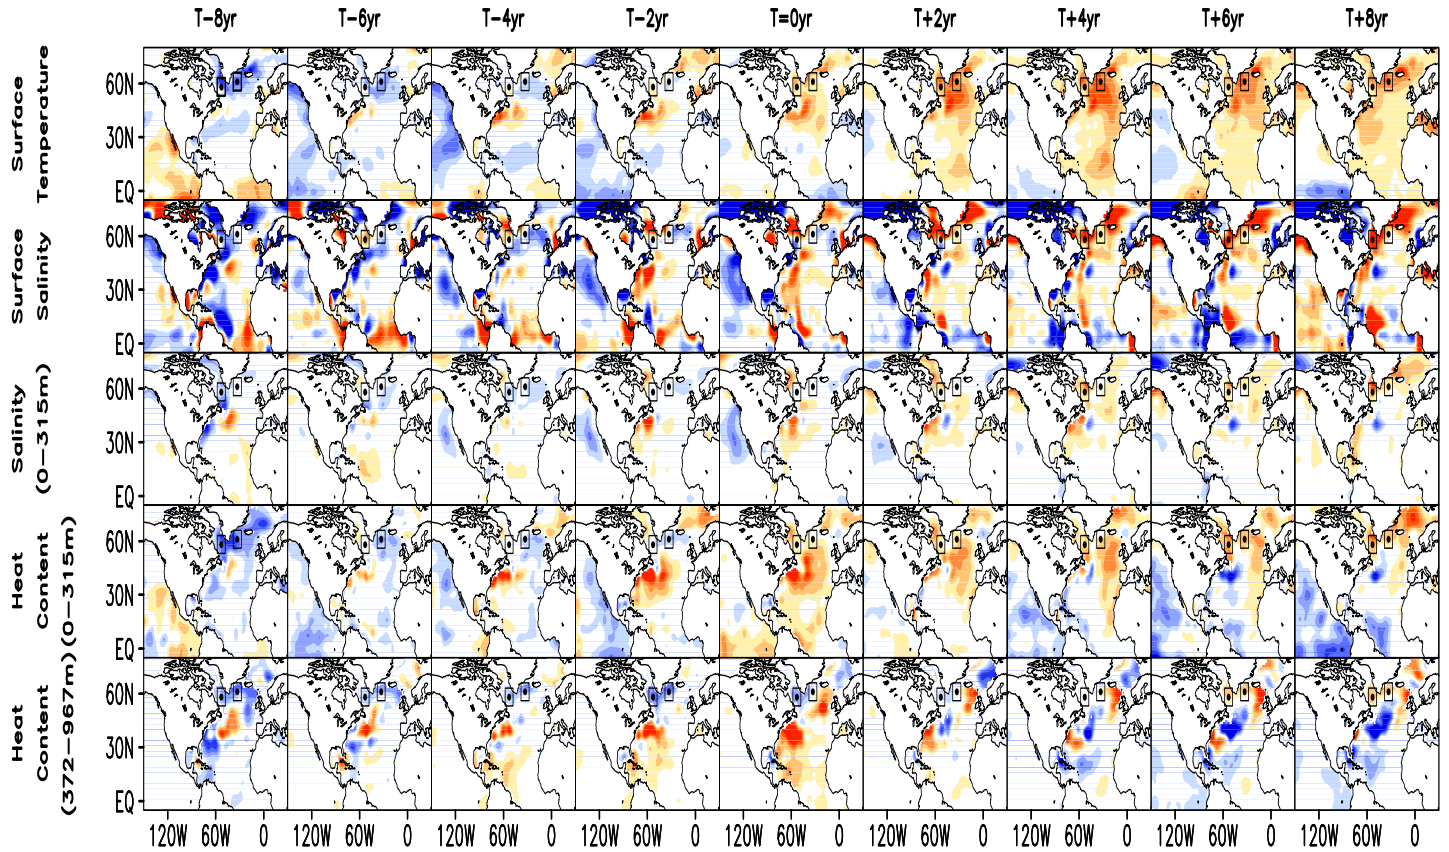 T−8yr T−6yr T−4yr T−2yr T=0yr T+2yr T+4yr T+6yr T+8yr
Surface
Temperature
60N
30N
EQ
Surface
Salinity
60N
30N
EQ
Salinity
(0−315m)
60N
30N
EQ
Heat
Content
(0−315m)
60N
30N
EQ
Heat
Content
(372−967m)
60N
30N
EQ
120W 60W 0 120W 60W 0 120W 60W 0 120W 60W 0 120W 60W 0 120W 60W 0 120W 60W 0 120W 60W 0 120W 60W 0